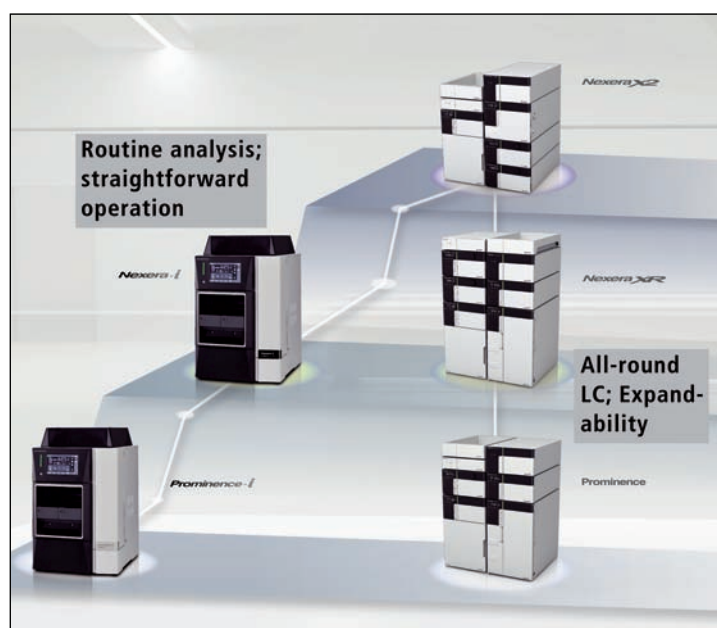 Nexera X2
Routine analysis;
straightforward
operation
Nexera-i
Nexera XR
All-round
LC; Expand-
ability
Prominence-i
Prominence